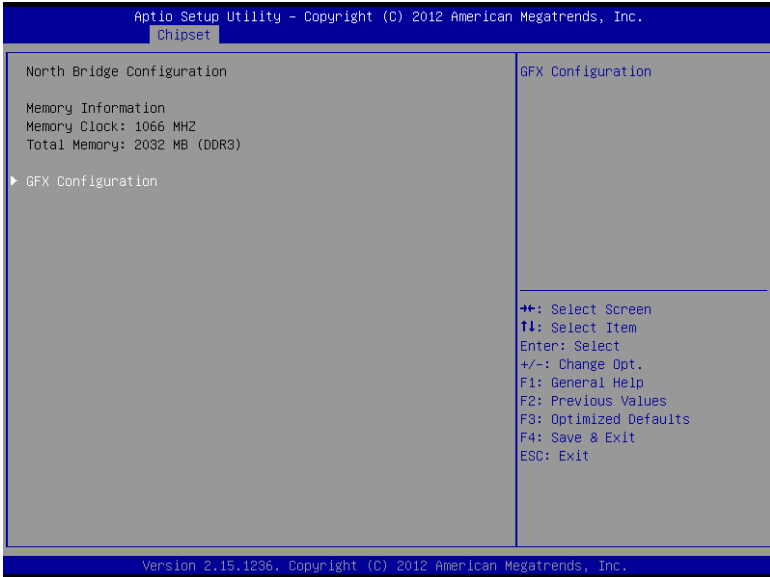 Aptio Setup Utility – Copyright (C) 2012 American Megatrends, Inc.
Chipset
North Bridge Configuration
Memory Information
Memory Clock: 1066 MHZ
Total Memory: 2032 MB (DDR3)
► GFX Configuration
GFX Configuration
→←: Select Screen
↑↓: Select Item
Enter: Select
+/-: Change Opt.
F1: General Help
F2: Previous Values
F3: Optimized Defaults
F4: Save & Exit
ESC: Exit
Version 2.15.1236. Copyright (C) 2012 American Megatrends, Inc.